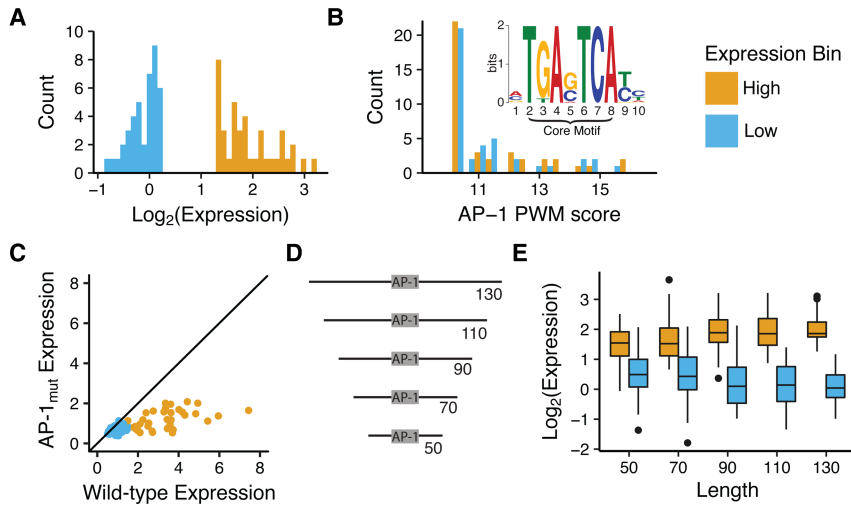 A
Count
10
8
6
4
2
0
−1
0
1
2
3
Log2(Expression)
B
Count
20
15
10
5
0
11
13
15
AP−1 PWM score
bits
2
1
0
A T G A G T C A T C
C C C
1 2 3 4 5 6 7 8 9 10
Core Motif
Expression Bin
High
Low
C
AP-1mut Expression
8
6
4
2
0
0
2
4
6
8
Wild-type Expression
D
AP-1
130
AP-1
110
AP-1
90
AP-1
70
AP-1
50
E
Log2(Expression)
3
2
1
0
−1
−2
50
70
90
110
130
Length